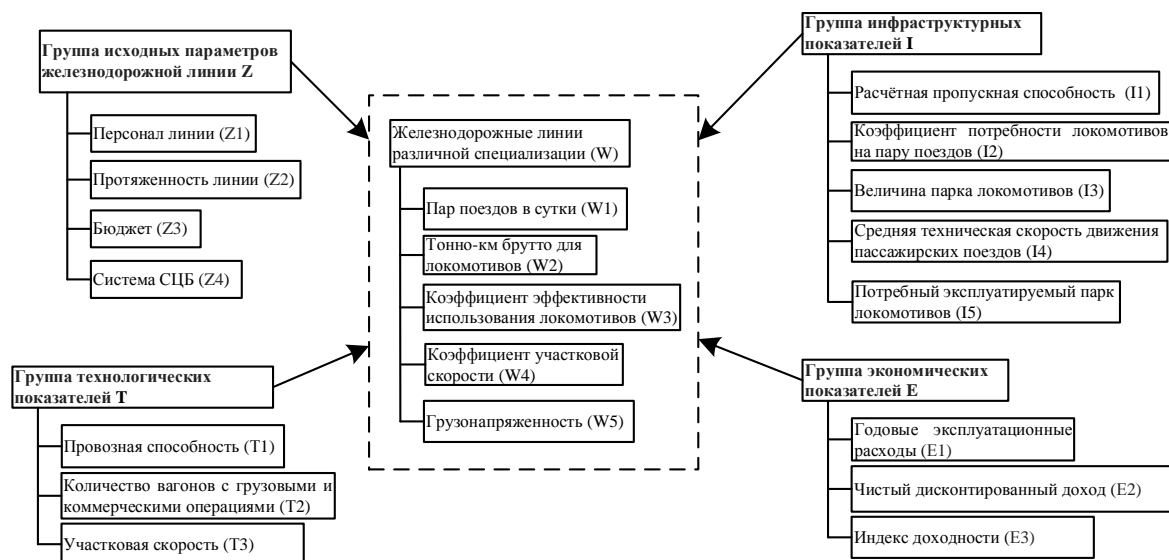 Группа исходных параметров
железнодорожной линии Z
Персонал линии (Z1)
Протяженность линии (Z2)
Бюджет (Z3)
Система СЦБ (Z4)
Группа технологических
показателей T
Провозная способность (T1)
Количество вагонов с грузовыми и
коммерческими операциями (T2)
Участковая скорость (T3)
Железнодорожные линии
различной специализации (W)
Пар поездов в сутки (W1)
Тонно-км брутто для
локомотивов (W2)
Коэффициент эффективности
использования локомотивов (W3)
Коэффициент участковой
скорости (W4)
Грузонапряженность (W5)
Группа инфраструктурных
показателей I
Расчётная пропускная способность (I1)
Коэффициент потребности локомотивов
на пару поездов (I2)
Величина парка локомотивов (I3)
Средняя техническая скорость движения
пассажирских поездов (I4)
Потребный эксплуатируемый парк
локомотивов (I5)
Группа экономических
показателей E
Годовые эксплуатационные
расходы (E1)
Чистый дисконтированный доход (E2)
Индекс доходности (E3)